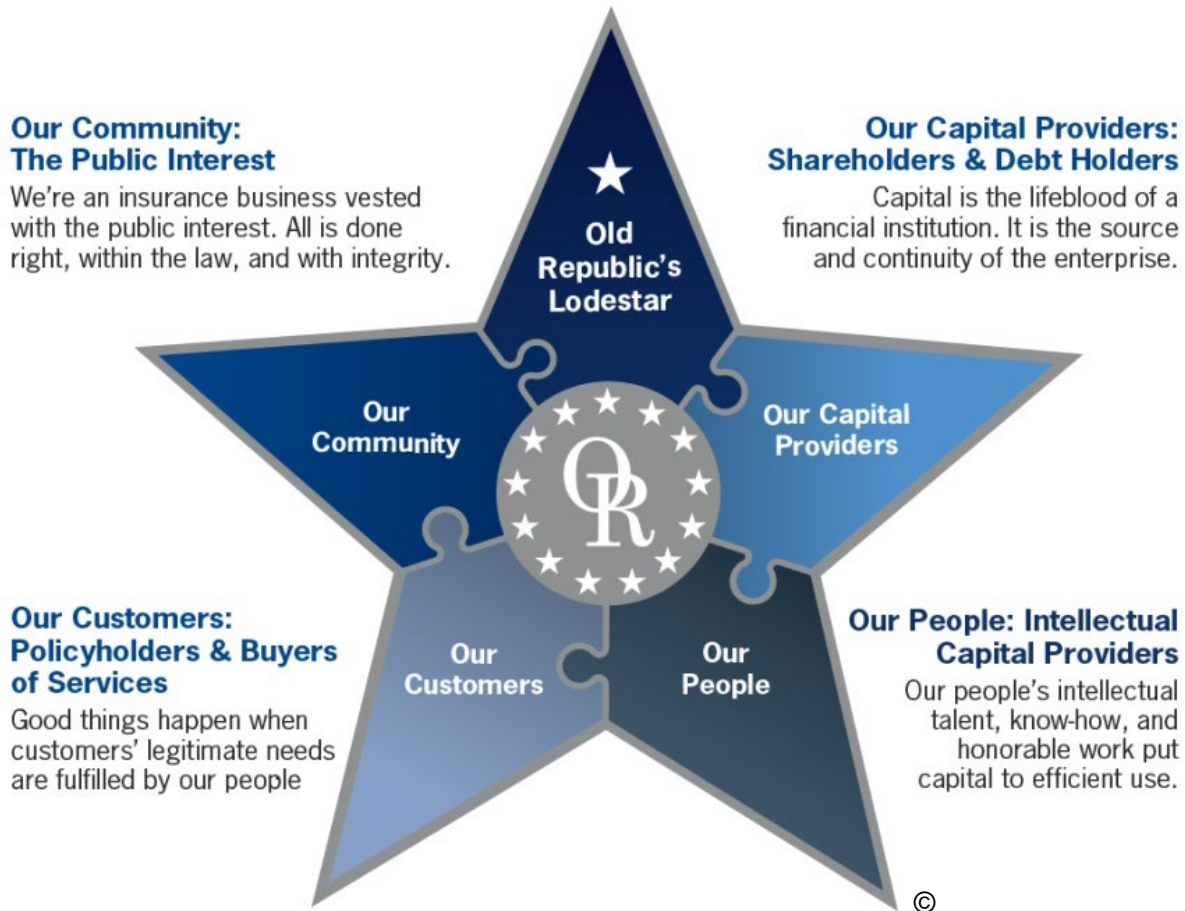 Our Community:
The Public Interest
We're an insurance business vested
with the public interest. All is done
right, within the law, and with integrity.
Our Capital Providers:
Shareholders & Debt Holders
Capital is the lifeblood of a
financial institution. It is the source
and continuity of the enterprise.
Old
Republic's
Lodestar
Our
Community
Our Capital
Providers
OR
Our Customers:
Policyholders & Buyers
of Services
Good things happen when
customers' legitimate needs
are fulfilled by our people
Our
Customers
Our
People
Our People: Intellectual
Capital Providers
Our people's intellectual
talent, know-how, and
honorable work put
capital to efficient use.
©